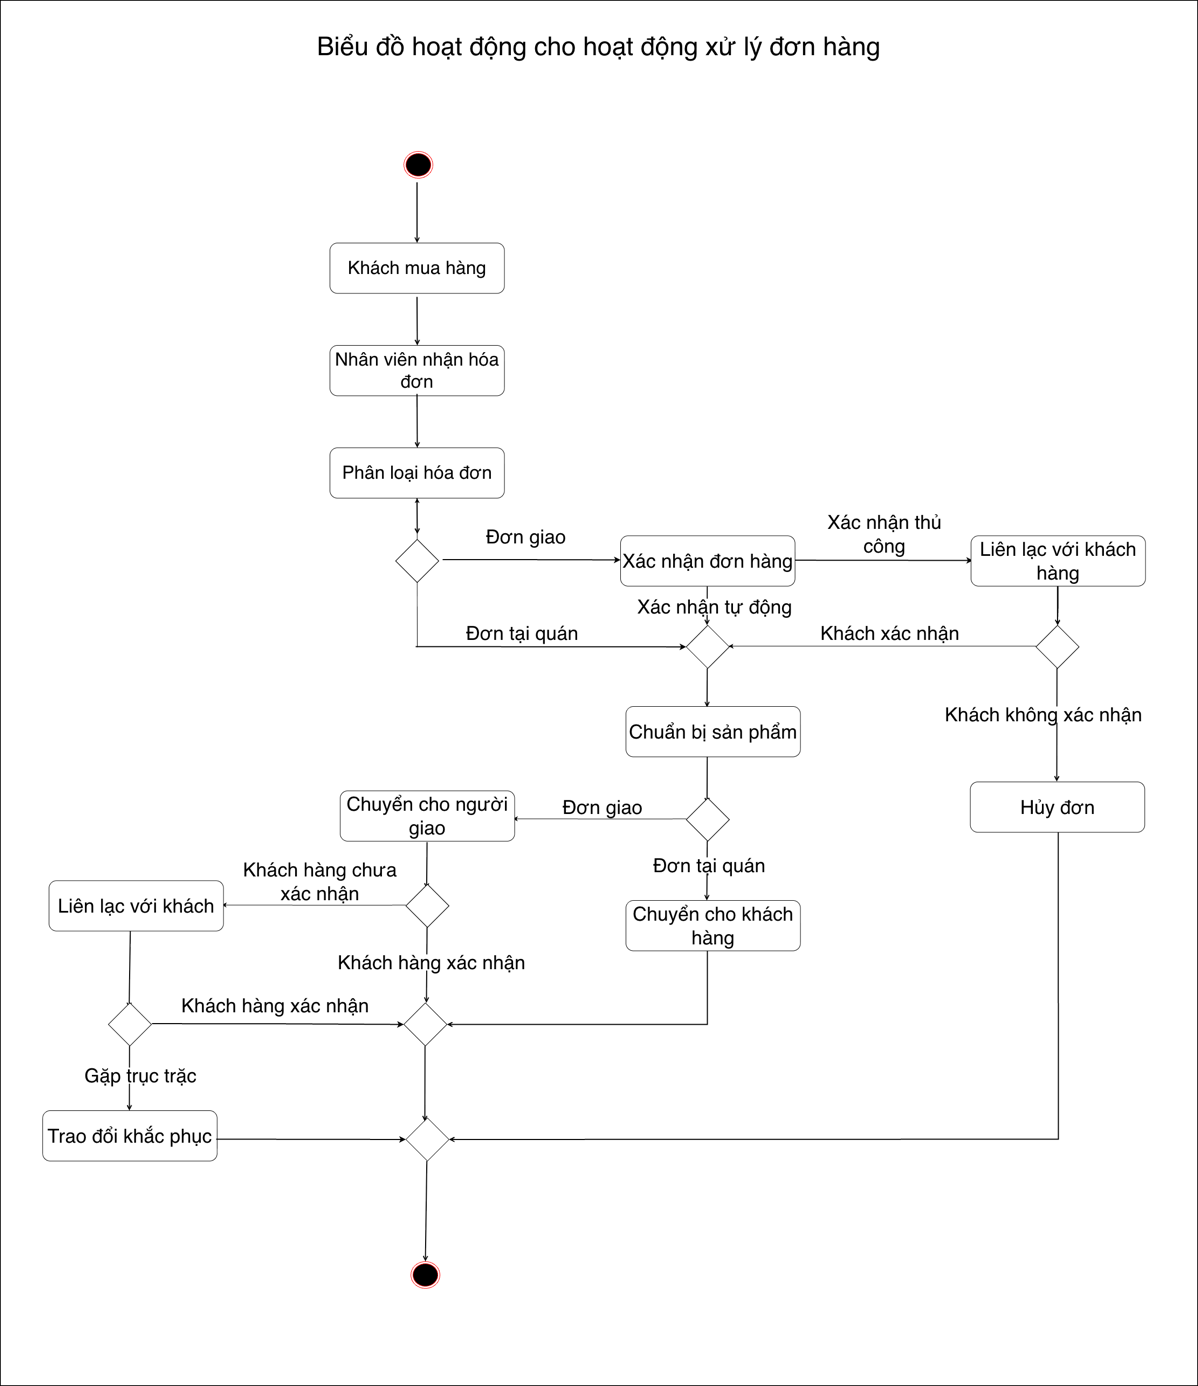 Biểu đồ hoạt động cho hoạt động xử lý đơn hàng
Khách mua hàng
Nhân viên nhận hóa
đơn
Phân loại hóa đơn
Đơn giao
Xác nhận đơn hàng
Xác nhận thủ
công
Liên lạc với khách
hàng
Xác nhận tự động
Đơn tại quán
Khách xác nhận
Khách không xác nhận
Chuẩn bị sản phẩm
Hủy đơn
Chuyển cho người
giao
Đơn giao
Đơn tại quán
Khách hàng chưa
xác nhận
Liên lạc với khách
Chuyển cho khách
hàng
Khách hàng xác nhận
Khách hàng xác nhận
Gặp trục trặc
Trao đổi khắc phục